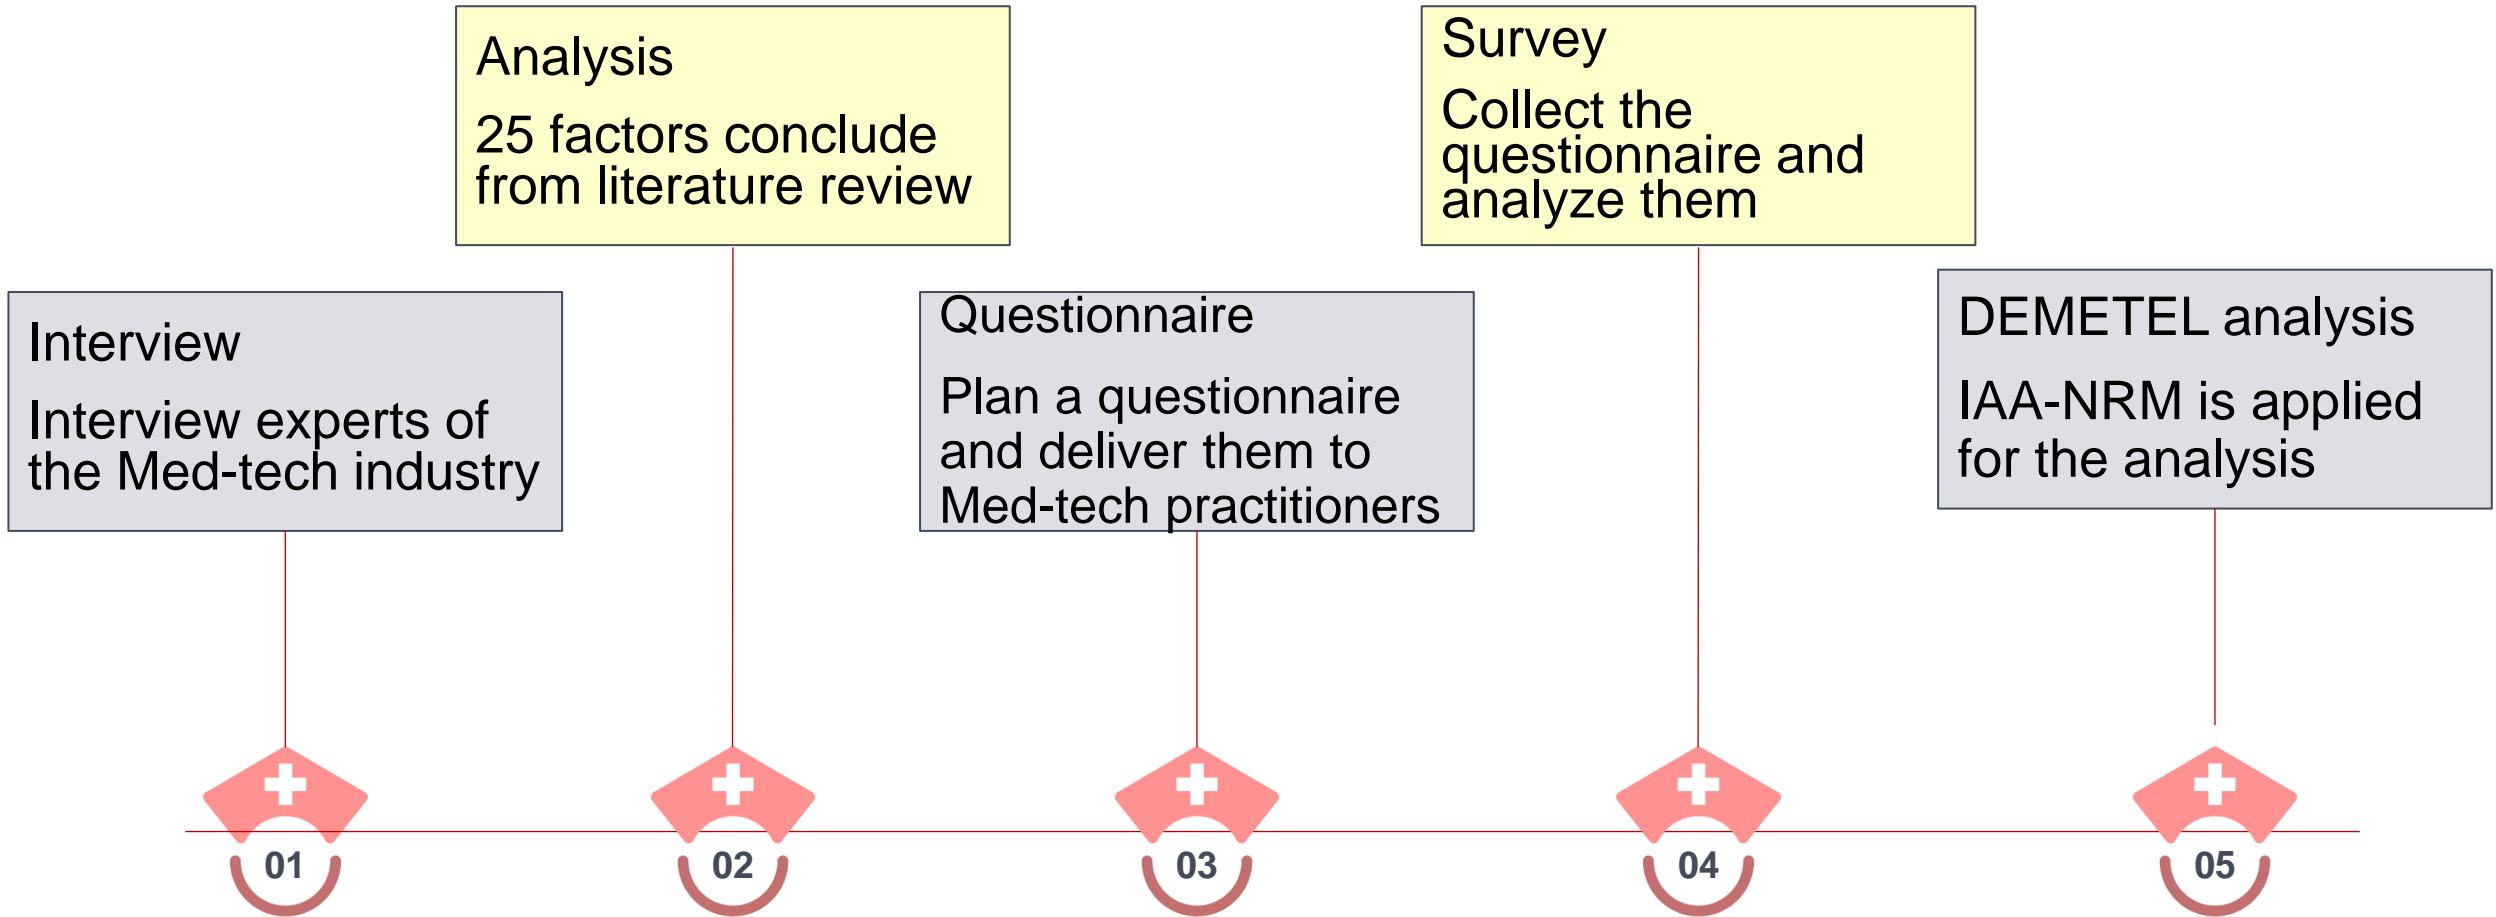 Analysis
25 factors conclude
from literature review
Survey
Collect the
questionnaire and
analyze them
Interview
Interview experts of
the Med-tech industry
Questionnaire
Plan a questionnaire
and deliver them  to
Med-tech practitioners
DEMETEL analysis
IAA-NRM is applied
for the analysis
01
02
03
04
05